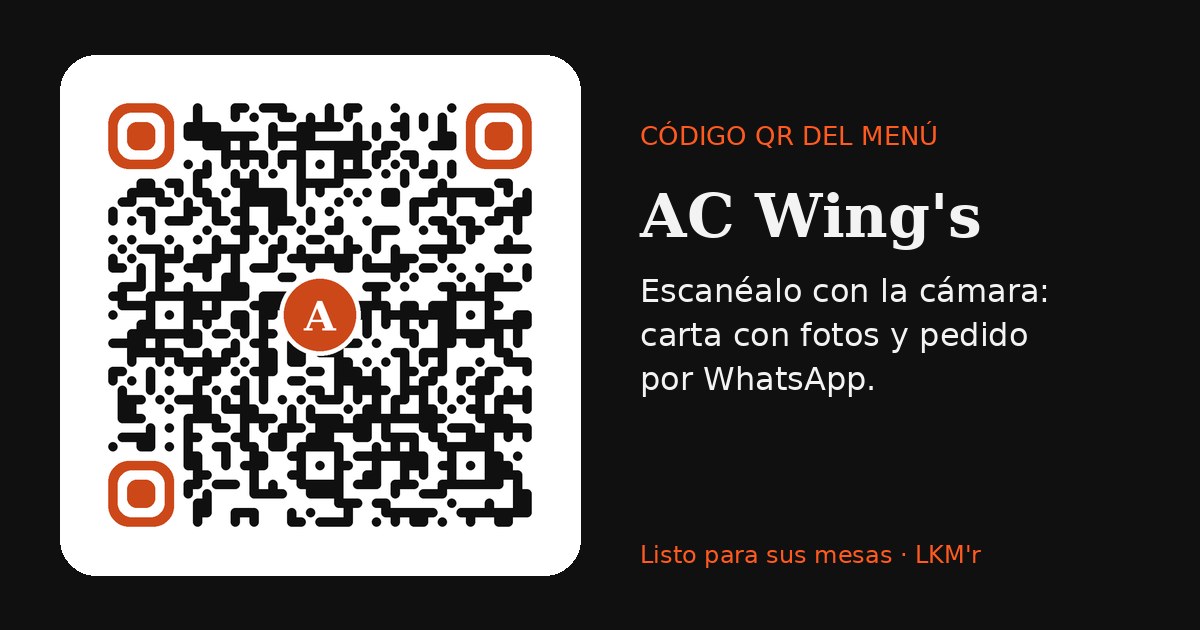 A
CÓDIGO QR DEL MENÚ
AC Wing's
Escanéalo con la cámara:
carta con fotos y pedido
por WhatsApp.
Listo para sus mesas · LKM'r